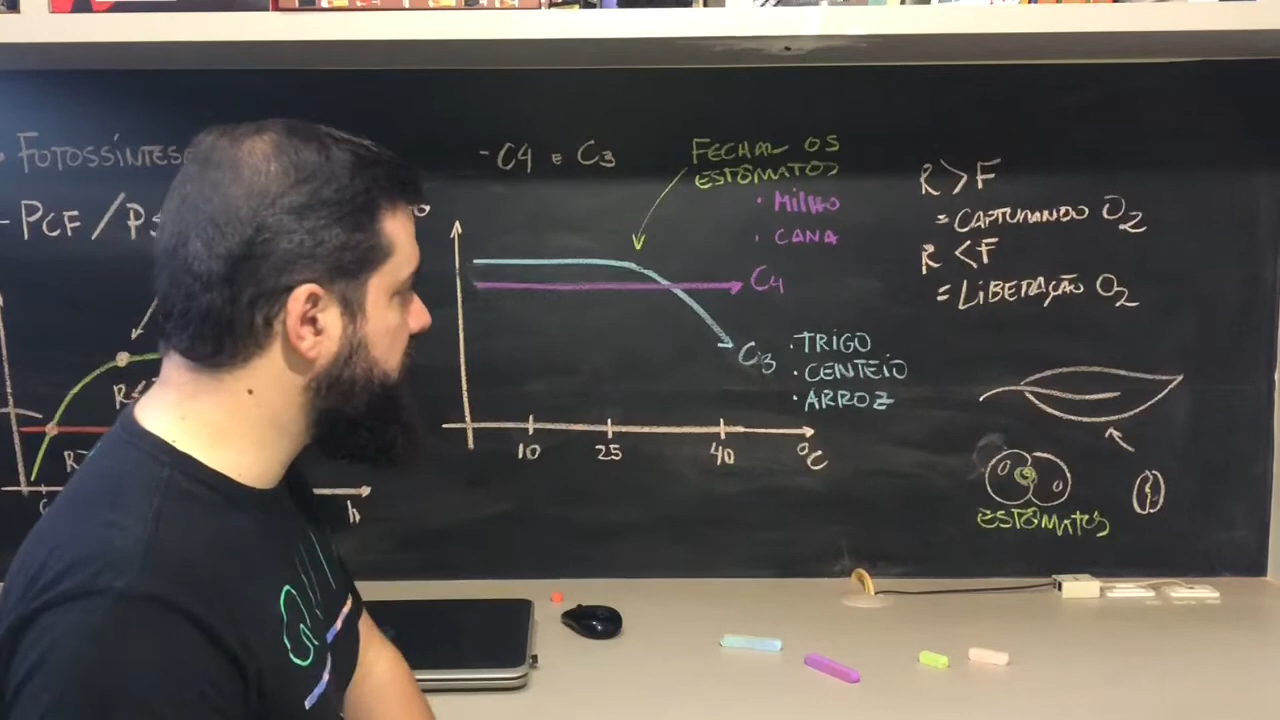 FOTOSSÍNTES
- PCF / PS
R>
h
- C4 e C3
FECHAR OS
ESTÔMATOS
• MILHO
• CANA
C4
C3
• TRIGO
• CENTEIO
• ARROZ
10 25 40 °C
R > F
= CAPTURANDO O2
R < F
= LIBERAÇÃO O2
ESTÔMATOS